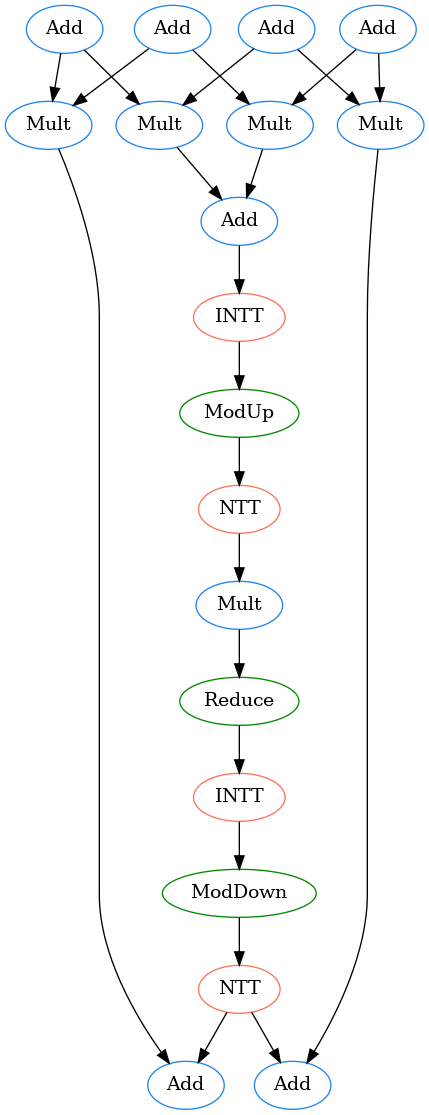 Add Add Add Add
Mult Mult Mult Mult
Add
INTT
ModUp
NTT
Mult
Reduce
INTT
ModDown
NTT
Add Add